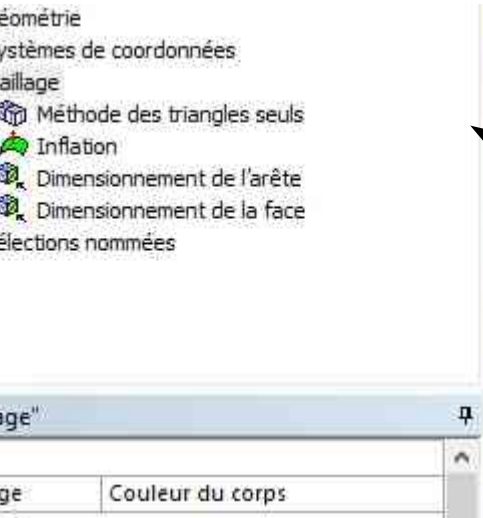 éométrie
ystèmes de coordonnées
aillage
Méthode des triangles seuls
Inflation
Dimensionnement de l'arête
Dimensionnement de la face
élections nommées
age"
ge Couleur du corps